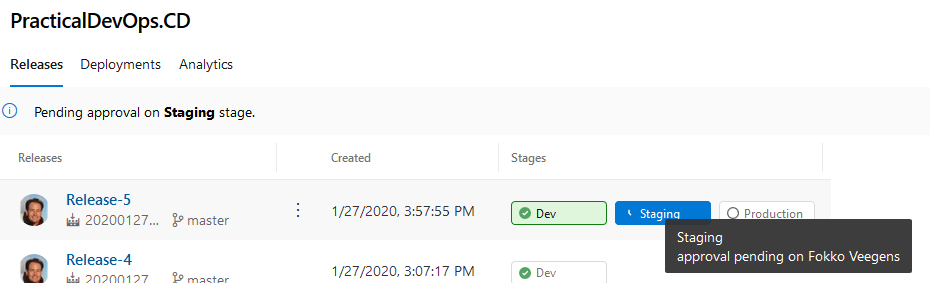 PracticalDevOps.CD
Releases Deployments Analytics
Pending approval on Staging stage.
Releases Created Stages
Release-5
20200127... master 1/27/2020, 3:57:55 PM Dev Staging Production
Staging
approval pending on Fokko Veegens
Release-4
20200127... master 1/27/2020, 3:07:17 PM Dev